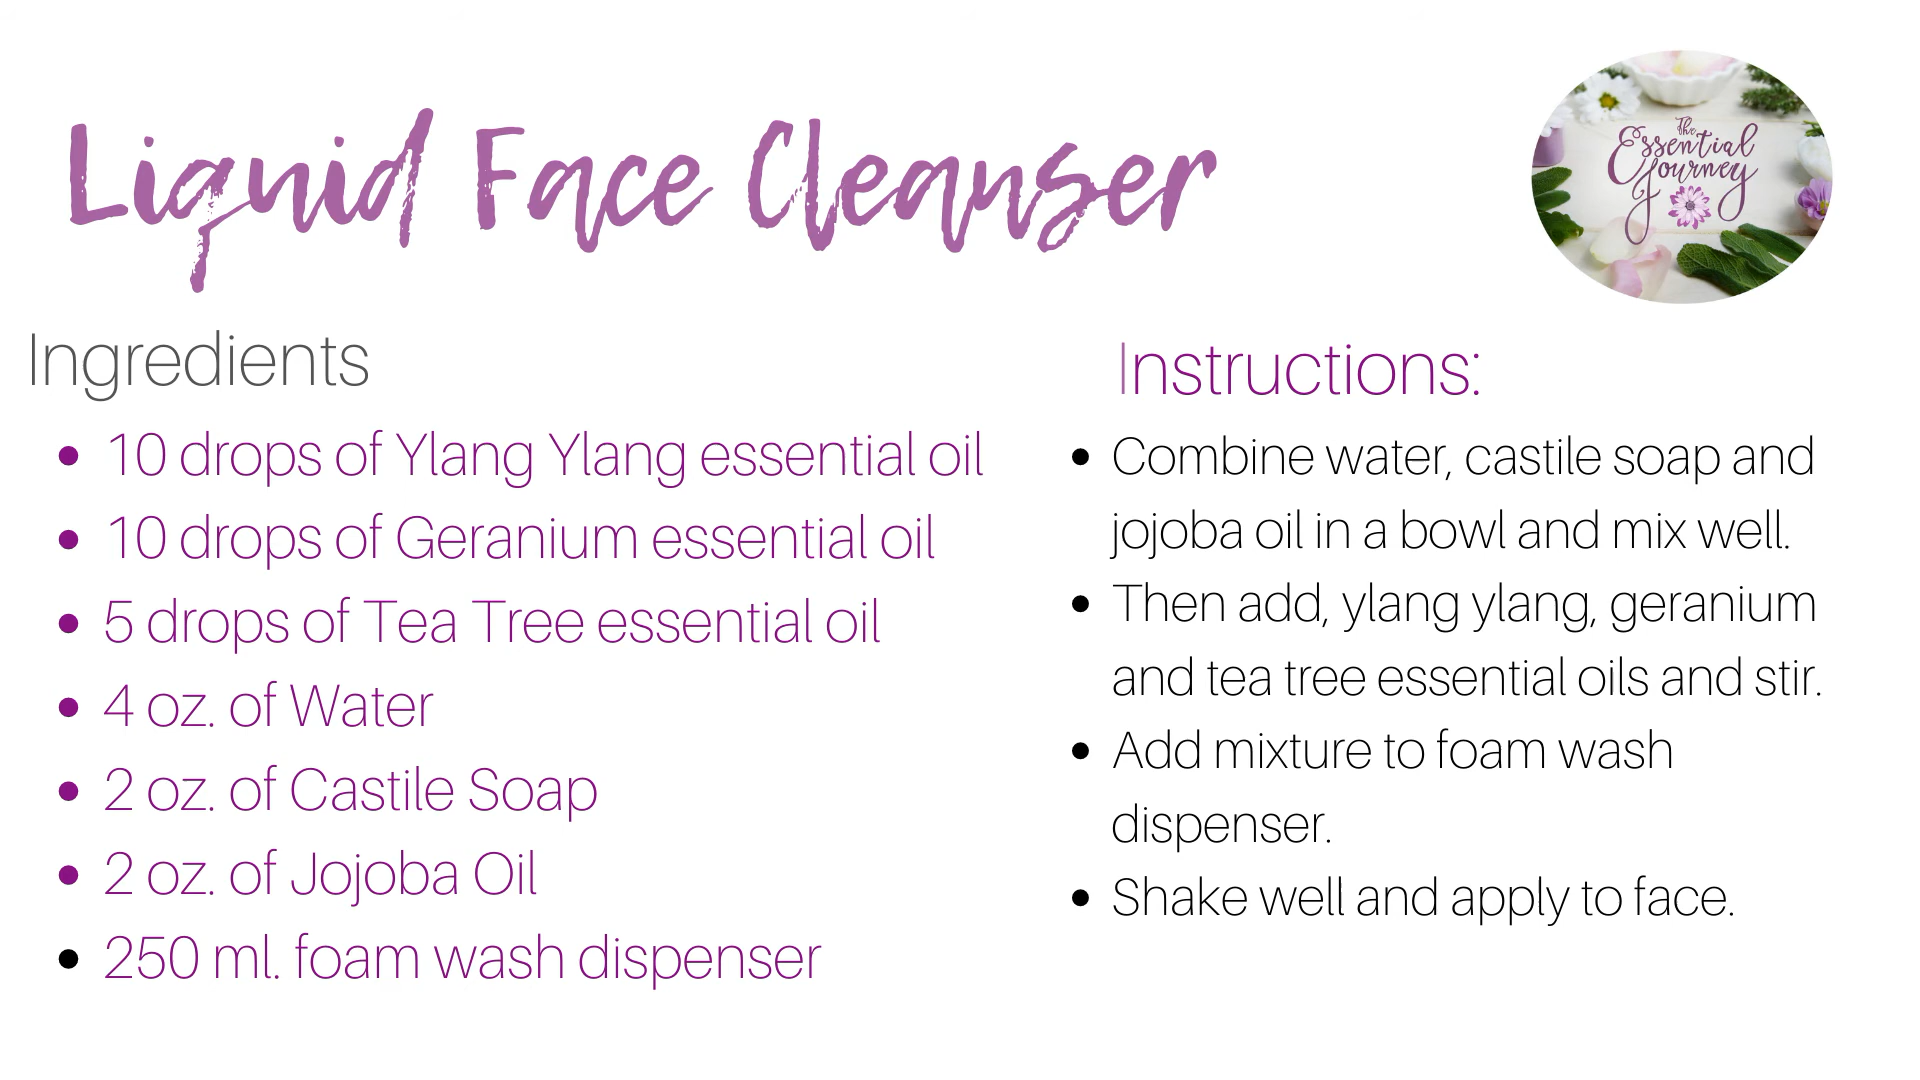 Liquid Face Cleanser
The
Essential
Journey
Ingredients
10 drops of Ylang Ylang essential oil
10 drops of Geranium essential oil
5 drops of Tea Tree essential oil
4 oz. of Water
2 oz. of Castile Soap
2 oz. of Jojoba Oil
250 ml. foam wash dispenser
Instructions:
Combine water, castile soap and
jojoba oil in a bowl and mix well.
Then add, ylang ylang, geranium
and tea tree essential oils and stir.
Add mixture to foam wash
dispenser.
Shake well and apply to face.